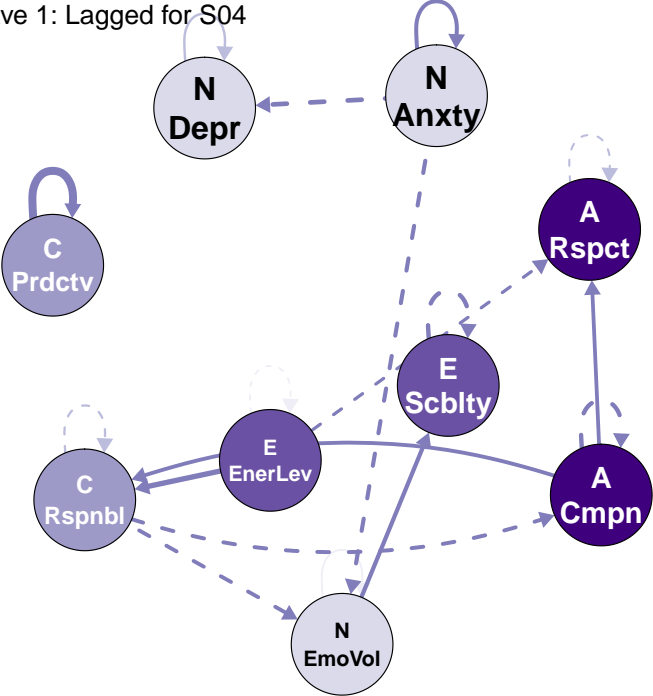 ve 1: Lagged for S04
N
Depr
N
Anxty
A
Rspct
C
Prdctv
E
Scblty
E
EnerLev
C
Rspnbl
A
Cmpn
N
EmoVol